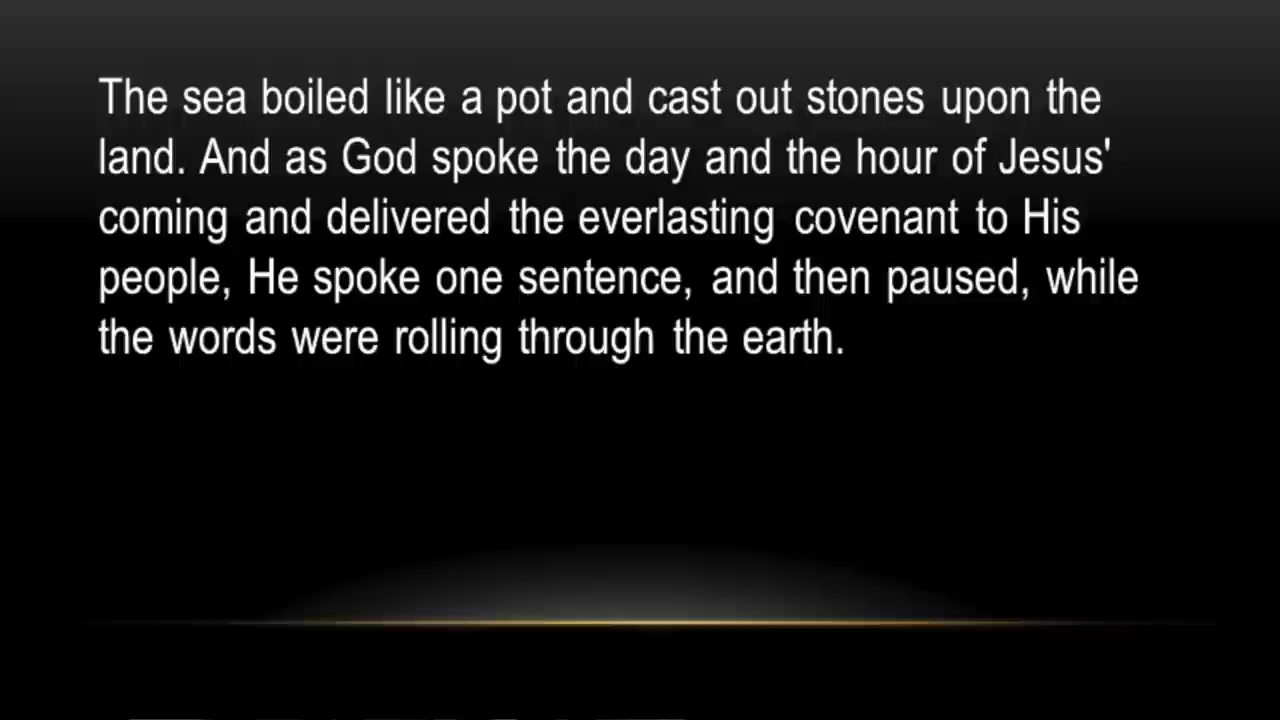 The sea boiled like a pot and cast out stones upon the
land. And as God spoke the day and the hour of Jesus'
coming and delivered the everlasting covenant to His
people, He spoke one sentence, and then paused, while
the words were rolling through the earth.